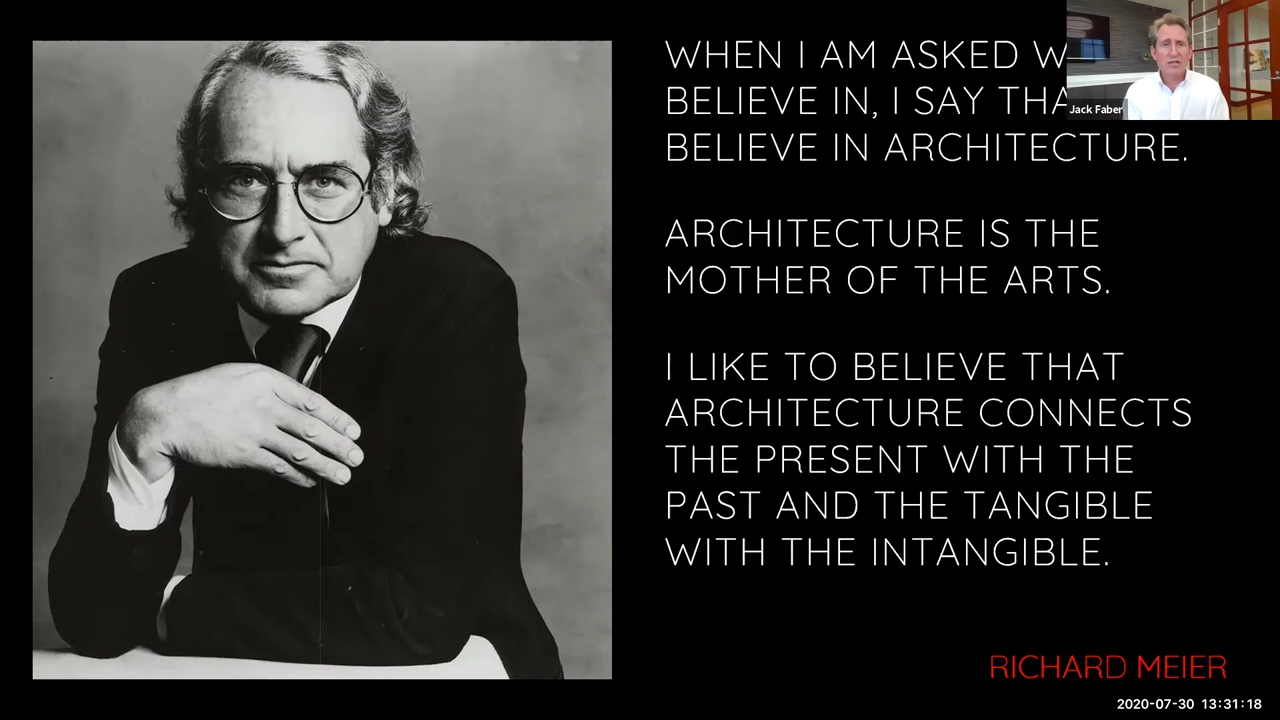 WHEN I AM ASKED
BELIEVE IN, I SAY
BELIEVE IN ARCHITECTURE.
ARCHITECTURE IS THE
MOTHER OF THE ARTS.
I LIKE TO BELIEVE THAT
ARCHITECTURE CONNECTS
THE PRESENT WITH THE
PAST AND THE TANGIBLE
WITH THE INTANGIBLE.
RICHARD MEIER
Jack Faber
2020-07-30 13:31:18